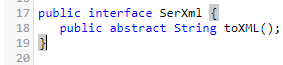 17 public interface SerXml {
18 public abstract String toXML();
19 }
20